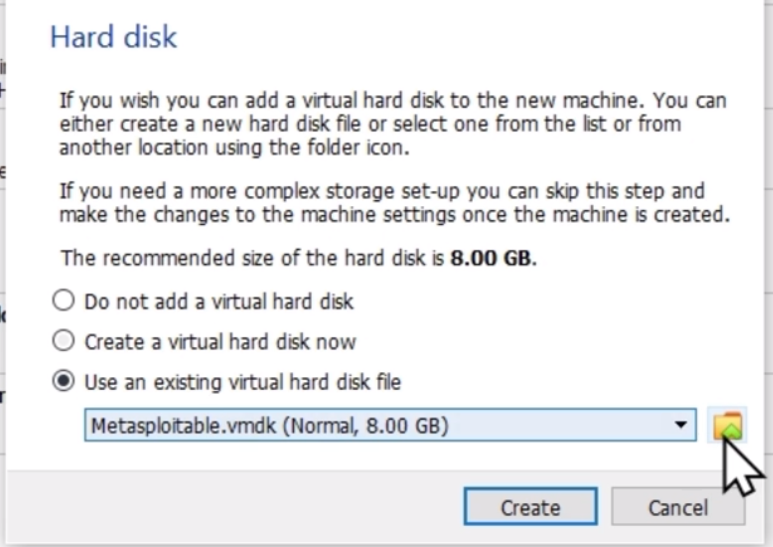 Hard disk
If you wish you can add a virtual hard disk to the new machine. You can
either create a new hard disk file or select one from the list or from
another location using the folder icon.
If you need a more complex storage set-up you can skip this step and
make the changes to the machine settings once the machine is created.
The recommended size of the hard disk is 8.00 GB.
Do not add a virtual hard disk
Create a virtual hard disk now
Use an existing virtual hard disk file
Metasploitable.vmdk (Normal, 8.00 GB)
Create Cancel